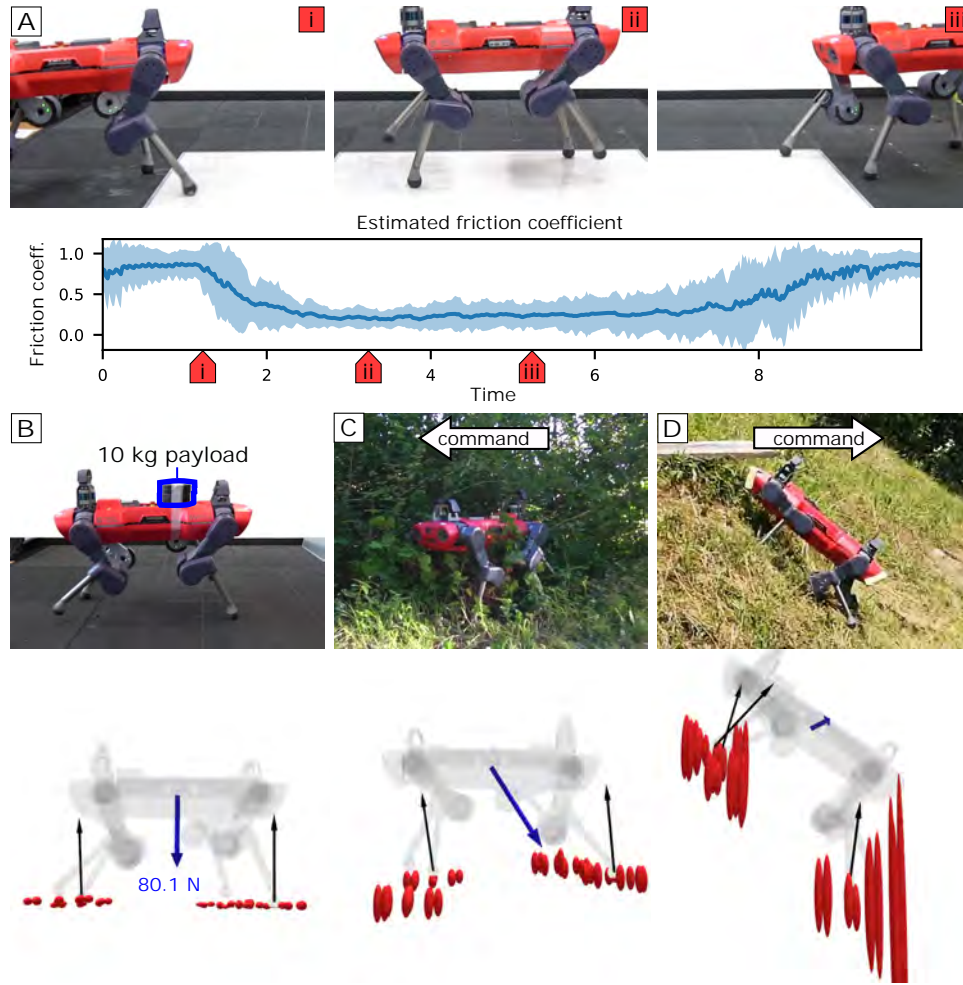 A
i
ii
iii
Estimated friction coefficient
Friction coeff.
1.0
0.5
0.0
0
2
4
6
8
i
ii
iii
Time
B
10 kg payload
C
command
D
command
80.1 N